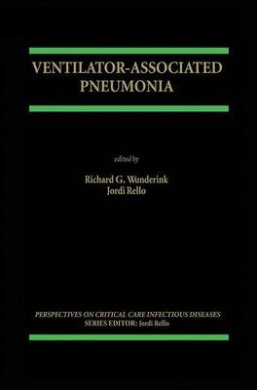 VENTILATOR-ASSOCIATED
PNEUMONIA
edited by
Richard G. Wunderink
Jordi Rello
PERSPECTIVES ON CRITICAL CARE INFECTIOUS DISEASES
SERIES EDITOR: Jordi Rello